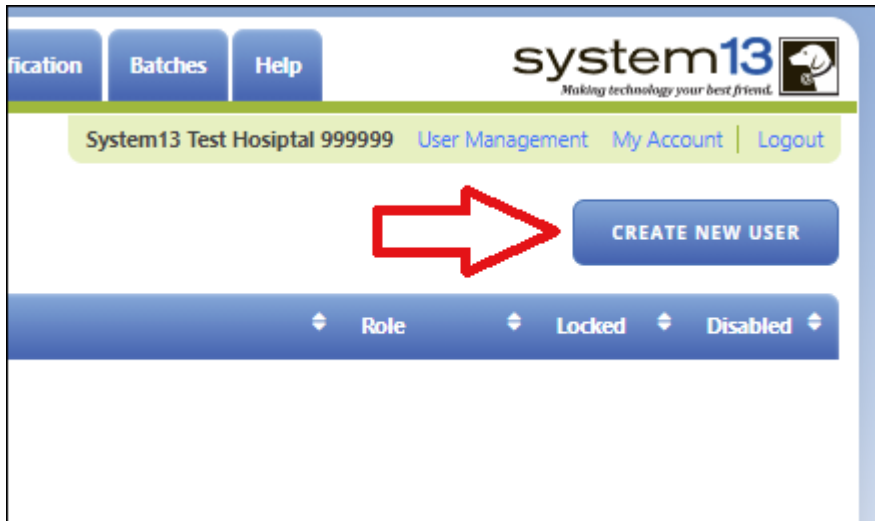 fication Batches Help
system13
Making technology your best friend.
System13 Test Hosiptal 999999 User Management My Account Logout
CREATE NEW USER
Role Locked Disabled